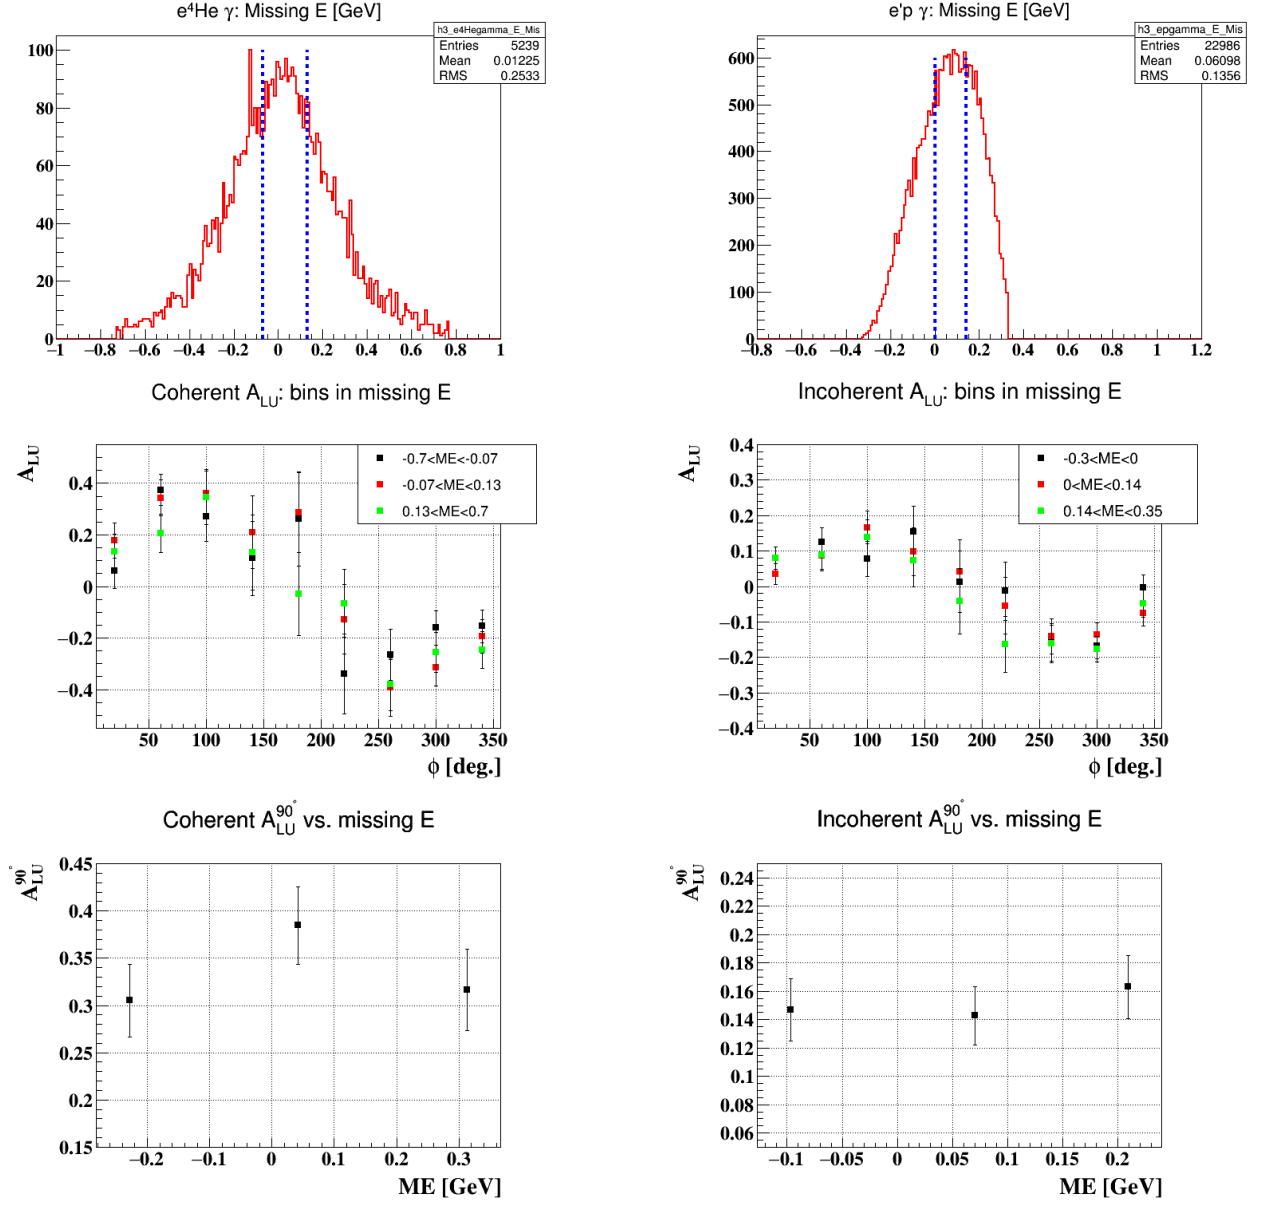 e⁴He γ: Missing E [GeV]
h3_e4Hegamma_E_Mis
Entries 5239
Mean 0.01225
RMS 0.2533
100
80
60
40
20
0
−1 −0.8 −0.6 −0.4 −0.2 0 0.2 0.4 0.6 0.8 1
e'p γ: Missing E [GeV]
h3_epgamma_E_Mis
Entries 22986
Mean 0.06098
RMS 0.1356
600
500
400
300
200
100
0
−0.8 −0.6 −0.4 −0.2 0 0.2 0.4 0.6 0.8 1 1.2
Coherent A_LU: bins in missing E
A_LU
-0.7<ME<-0.07
-0.07<ME<0.13
0.13<ME<0.7
0.4
0.2
0
−0.2
−0.4
50 100 150 200 250 300 350
ϕ [deg.]
Incoherent A_LU: bins in missing E
A_LU
-0.3<ME<0
0<ME<0.14
0.14<ME<0.35
0.4
0.3
0.2
0.1
0
−0.1
−0.2
−0.3
−0.4
50 100 150 200 250 300 350
ϕ [deg.]
Coherent A_LU^90° vs. missing E
A_LU^90°
0.45
0.4
0.35
0.3
0.25
0.2
0.15
−0.2 −0.1 0 0.1 0.2 0.3
ME [GeV]
Incoherent A_LU^90° vs. missing E
A_LU^90°
0.24
0.22
0.2
0.18
0.16
0.14
0.12
0.1
0.08
0.06
−0.1 −0.05 0 0.05 0.1 0.15 0.2
ME [GeV]